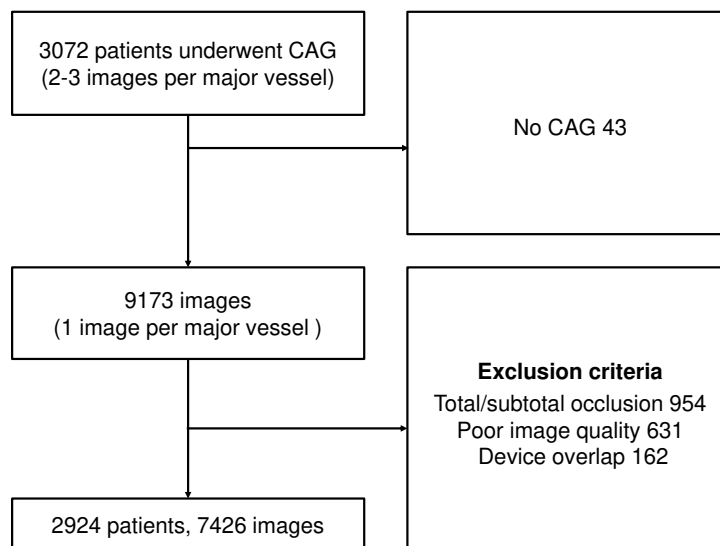 3072 patients underwent CAG
(2-3 images per major vessel)
No CAG 43
9173 images
(1 image per major vessel )
Exclusion criteria
Total/subtotal occlusion 954
Poor image quality 631
Device overlap 162
2924 patients, 7426 images